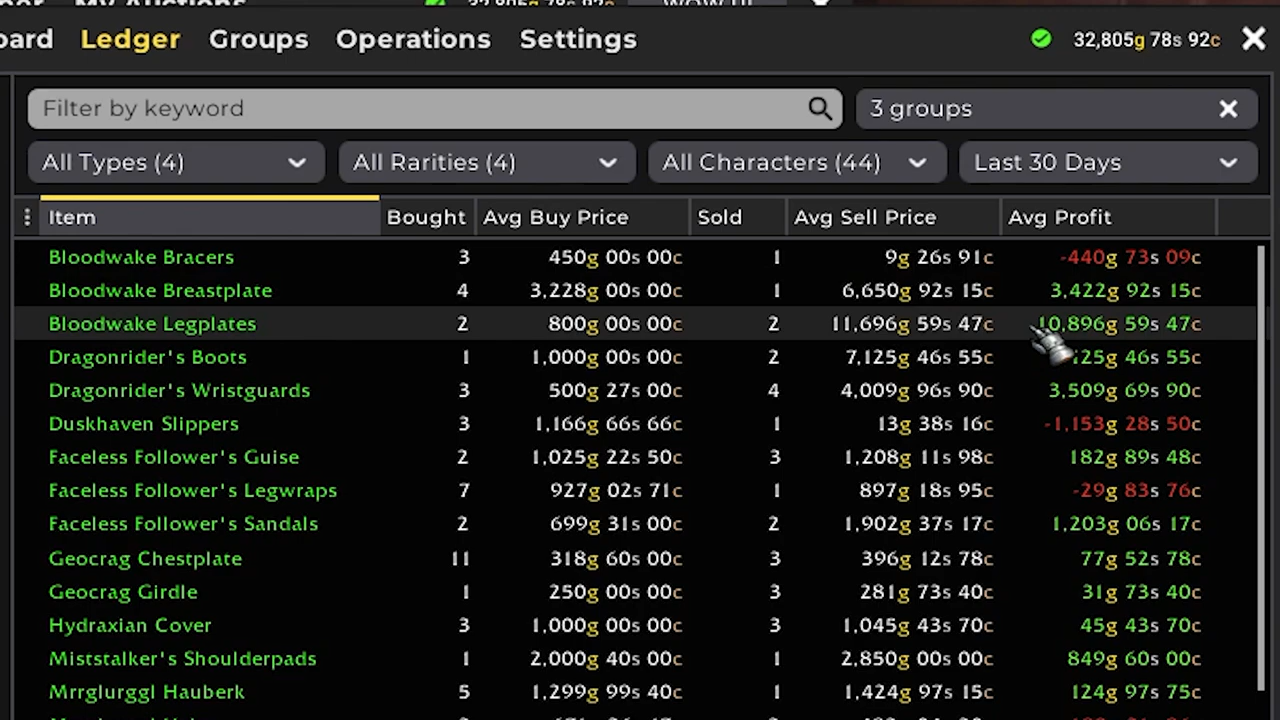 Ledger Groups Operations Settings 32,805g 78s 92c
Filter by keyword 3 groups
All Types (4) All Rarities (4) All Characters (44) Last 30 Days
Item Bought Avg Buy Price Sold Avg Sell Price Avg Profit
Bloodwake Bracers 3 450g 00s 00c 1 9g 26s 91c -440g 73s 09c
Bloodwake Breastplate 4 3,228g 00s 00c 1 6,650g 92s 15c 3,422g 92s 15c
Bloodwake Legplates 2 800g 00s 00c 2 11,696g 59s 47c 10,896g 59s 47c
Dragonrider's Boots 1 1,000g 00s 00c 2 7,125g 46s 55c 46s 55c
Dragonrider's Wristguards 3 500g 27s 00c 4 4,009g 96s 90c 3,509g 69s 90c
Duskhaven Slippers 3 1,166g 66s 66c 1 13g 38s 16c -1,153g 28s 50c
Faceless Follower's Guise 2 1,025g 22s 50c 3 1,208g 11s 98c 182g 89s 48c
Faceless Follower's Legwraps 7 927g 02s 71c 1 897g 18s 95c -29g 83s 76c
Faceless Follower's Sandals 2 699g 31s 00c 2 1,902g 37s 17c 1,203g 06s 17c
Geocrag Chestplate 11 318g 60s 00c 3 396g 12s 78c 77g 52s 78c
Geocrag Girdle 1 250g 00s 00c 3 281g 73s 40c 31g 73s 40c
Hydraxian Cover 3 1,000g 00s 00c 3 1,045g 43s 70c 45g 43s 70c
Miststalker's Shoulderpads 1 2,000g 40s 00c 1 2,850g 00s 00c 849g 60s 00c
Mrrglurggl Hauberk 5 1,299g 99s 40c 1 1,424g 97s 15c 124g 97s 75c